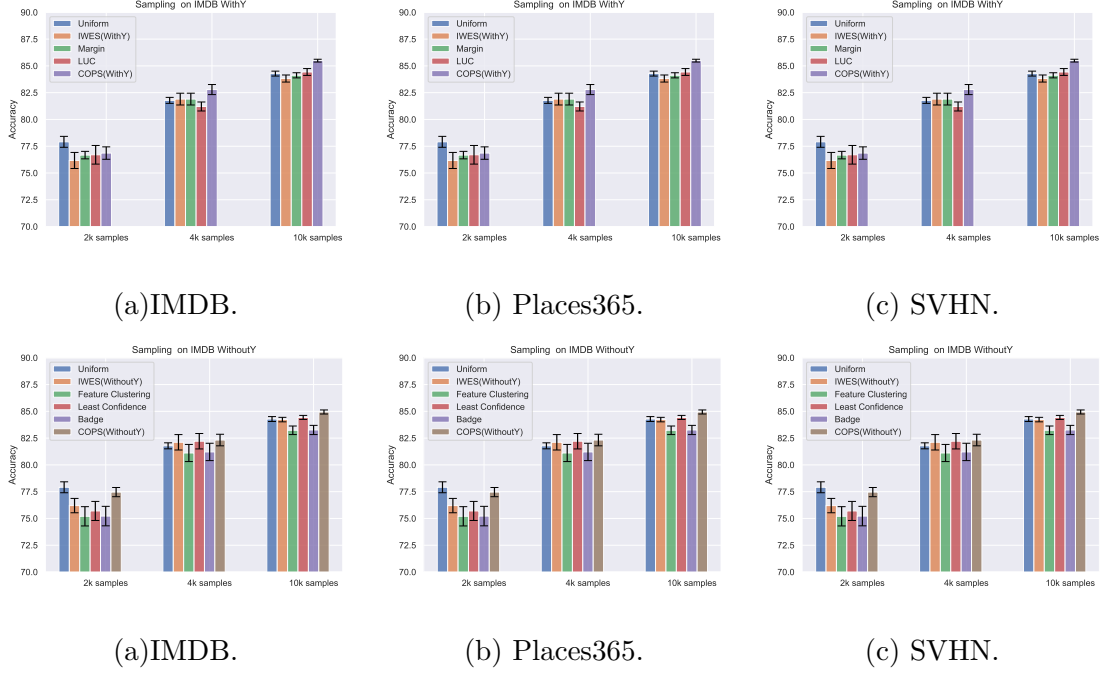 Sampling on IMDB WithY
Accuracy
90.0
87.5
85.0
82.5
80.0
77.5
75.0
72.5
70.0
Uniform
IWES(WithY)
Margin
LUC
COPS(WithY)
2k samples
4k samples
10k samples
Sampling on IMDB WithY
Accuracy
90.0
87.5
85.0
82.5
80.0
77.5
75.0
72.5
70.0
Uniform
IWES(WithY)
Margin
LUC
COPS(WithY)
2k samples
4k samples
10k samples
Sampling on IMDB WithY
Accuracy
90.0
87.5
85.0
82.5
80.0
77.5
75.0
72.5
70.0
Uniform
IWES(WithY)
Margin
LUC
COPS(WithY)
2k samples
4k samples
10k samples
(a)IMDB.
(b) Places365.
(c) SVHN.
Sampling on IMDB WithoutY
Accuracy
90.0
87.5
85.0
82.5
80.0
77.5
75.0
72.5
70.0
Uniform
IWES(WithoutY)
Feature Clustering
Least Confidence
Badge
COPS(WithoutY)
2k samples
4k samples
10k samples
Sampling on IMDB WithoutY
Accuracy
90.0
87.5
85.0
82.5
80.0
77.5
75.0
72.5
70.0
Uniform
IWES(WithoutY)
Feature Clustering
Least Confidence
Badge
COPS(WithoutY)
2k samples
4k samples
10k samples
Sampling on IMDB WithoutY
Accuracy
90.0
87.5
85.0
82.5
80.0
77.5
75.0
72.5
70.0
Uniform
IWES(WithoutY)
Feature Clustering
Least Confidence
Badge
COPS(WithoutY)
2k samples
4k samples
10k samples
(a)IMDB.
(b) Places365.
(c) SVHN.